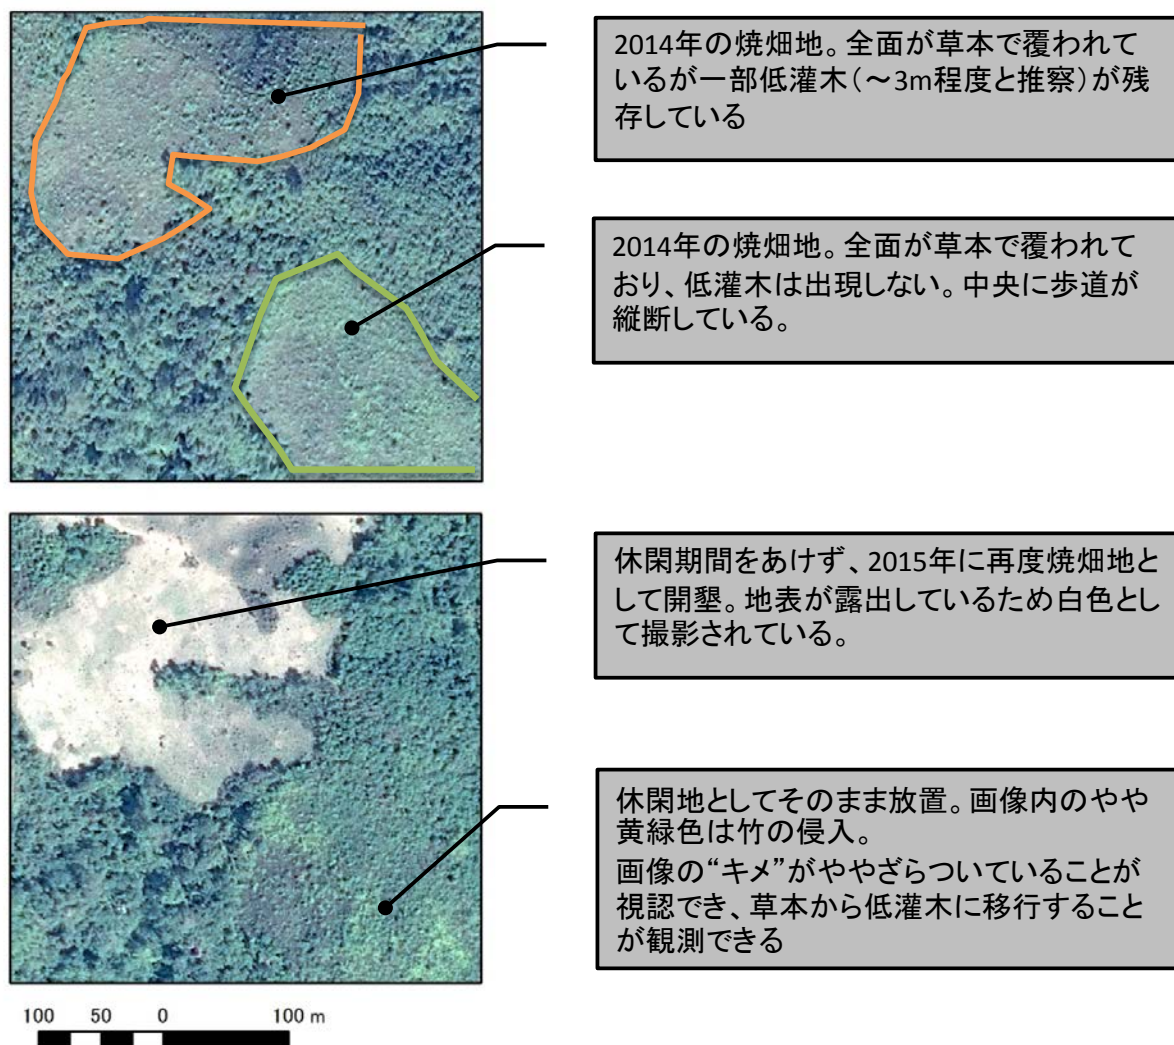 2014年の焼畑地。全面が草本で覆われて
いるが一部低灌木(～3m程度と推察)が残
存している
2014年の焼畑地。全面が草本で覆われて
おり、低灌木は出現しない。中央に歩道が
縦断している。
休閑期間をあけず、2015年に再度焼畑地と
して開墾。地表が露出しているため白色とし
て撮影されている。
休閑地としてそのまま放置。画像内のやや
黄緑色は竹の侵入。
画像の“キメ”がややざらついていることが
視認でき、草本から低灌木に移行すること
が観測できる
100 50 0 100 m